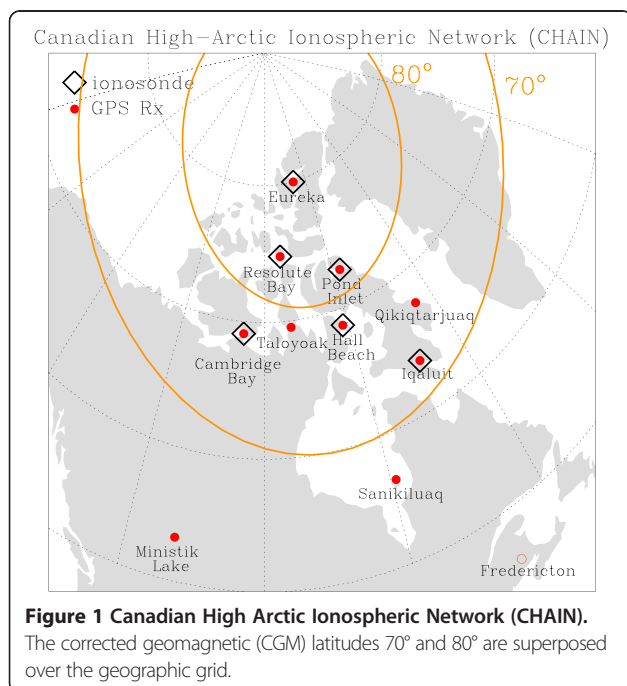 Canadian High-Arctic Ionospheric Network (CHAIN)
80° 70°
ionosonde
GPS Rx
Eureka
Resolute
Bay
Pond
Inlet
Qikiqtarjuaq
Taloyoak
Hall
Beach
Cambridge
Bay
Iqaluit
Sanikiluaq
Ministik
Lake
Fredericton
Figure 1 Canadian High Arctic Ionospheric Network (CHAIN).
The corrected geomagnetic (CGM) latitudes 70° and 80° are superposed
over the geographic grid.